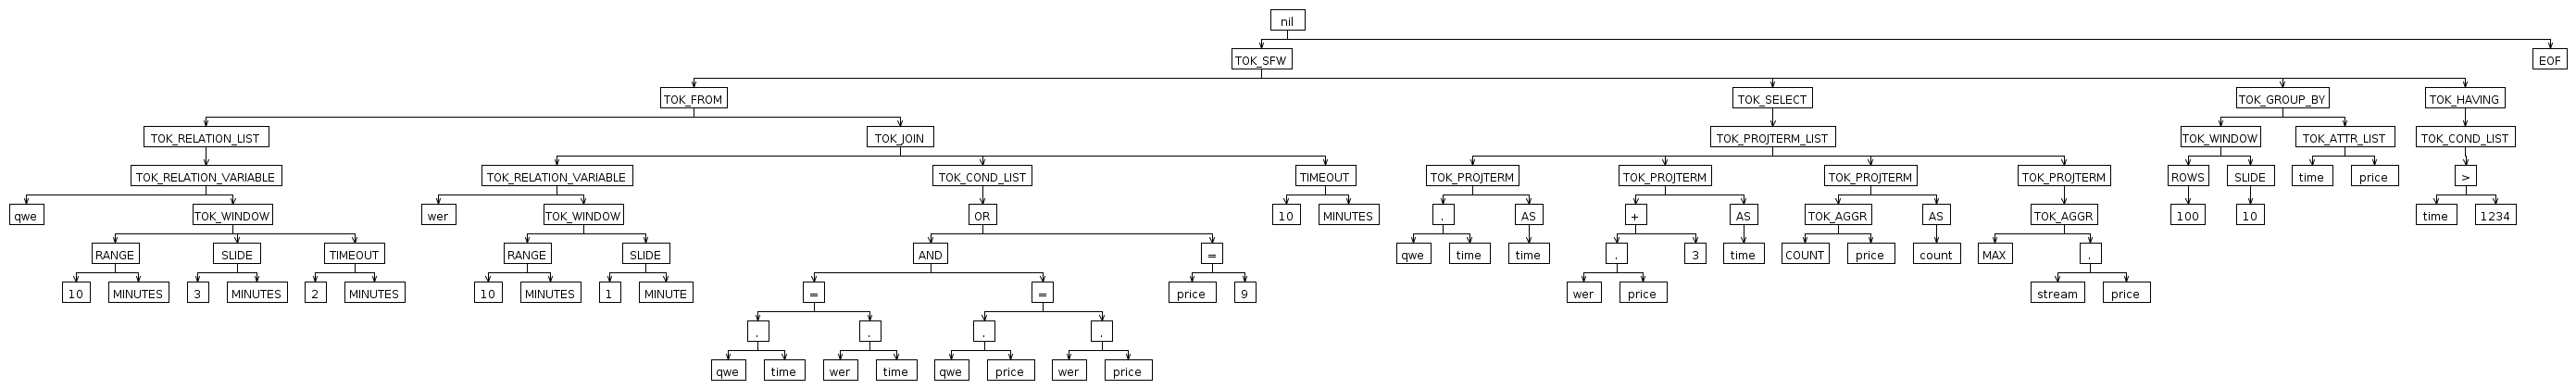 nil
TOK_SFW EOF
TOK_FROM TOK_SELECT TOK_GROUP_BY TOK_HAVING
TOK_RELATION_LIST TOK_JOIN TOK_PROJTERM_LIST TOK_WINDOW TOK_ATTR_LIST TOK_COND_LIST
TOK_RELATION_VARIABLE TOK_RELATION_VARIABLE TOK_COND_LIST TIMEOUT TOK_PROJTERM TOK_PROJTERM TOK_PROJTERM TOK_PROJTERM ROWS SLIDE time price >
qwe TOK_WINDOW wer TOK_WINDOW OR 10 MINUTES . AS + AS TOK_AGGR AS TOK_AGGR 100 10 time 1234
RANGE SLIDE TIMEOUT RANGE SLIDE AND = qwe time time . 3 time COUNT price count MAX .
10 MINUTES 3 MINUTES 2 MINUTES 10 MINUTES 1 MINUTE = = price 9 wer price stream price
. . . .
qwe time wer time qwe price wer price